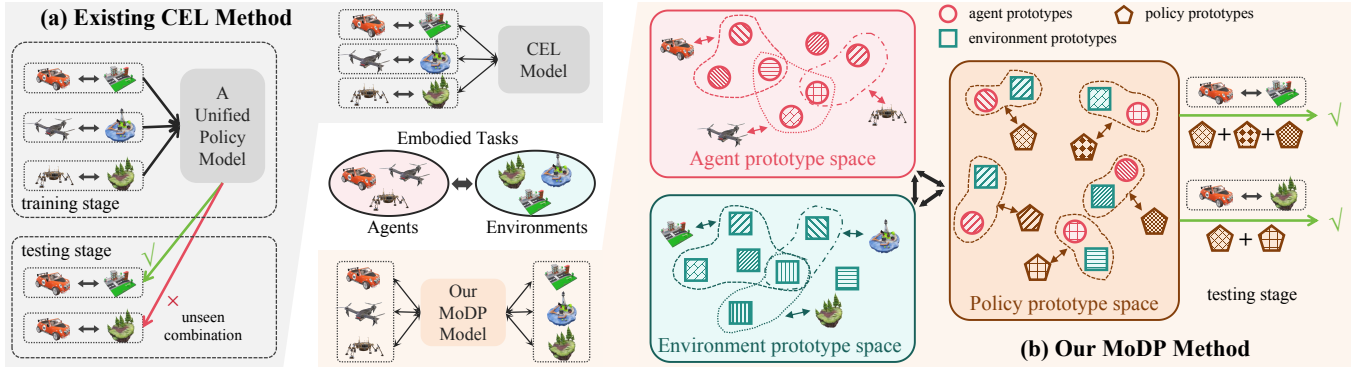 (a) Existing CEL Method
A
Unified
Policy
Model
training stage
testing stage
√
×
unseen
combination
CEL
Model
Embodied Tasks
Agents
Environments
Our
MoDP
Model
Agent prototype space
Environment prototype space
agent prototypes
policy prototypes
environment prototypes
Policy prototype space
√
+
+
√
+
testing stage
(b) Our MoDP Method